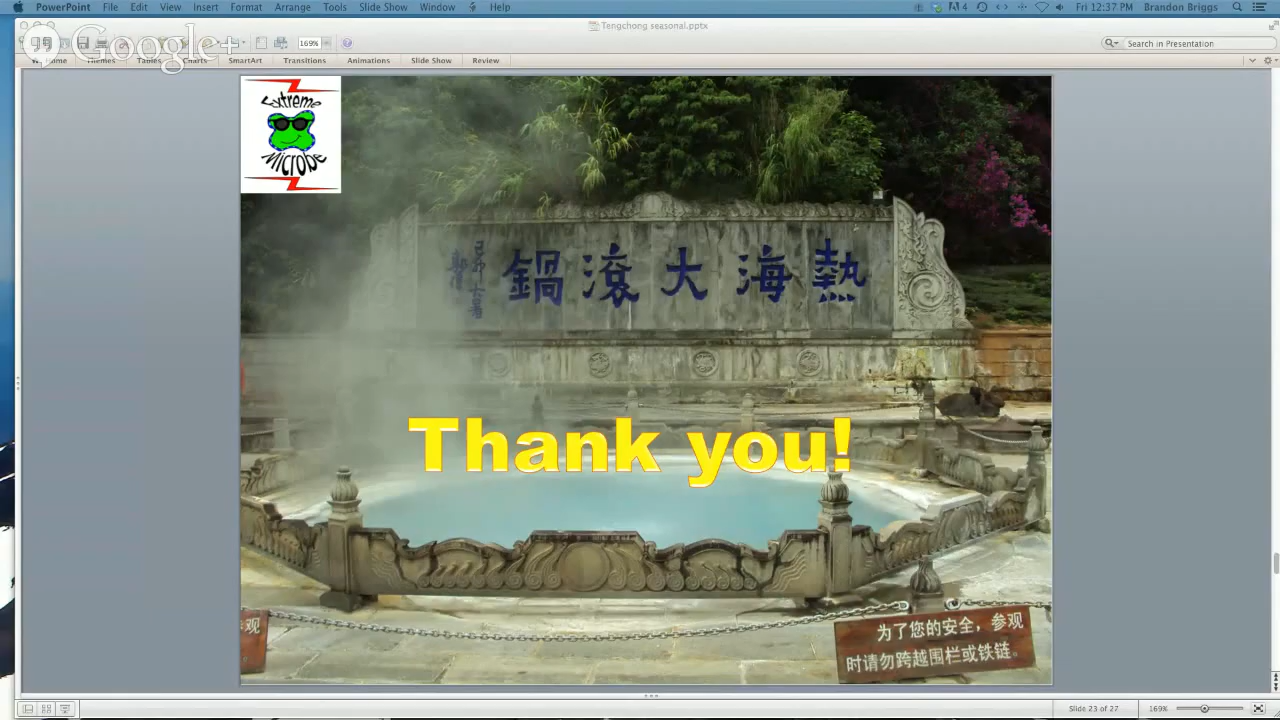 PowerPoint File Edit View Insert Format Arrange Tools Slide Show Window Help 4 Fri 12:37 PM Brandon Briggs
Tengchong seasonal.pptx
Google+
169%
Search in Presentation
Themes Tables Charts SmartArt Transitions Animations Slide Show Review
Extreme
Microbe
熱海大滾鍋
Thank you!
观
为了您的安全，参观
时请勿跨越围栏或铁链。
Slide 23 of 27 169%